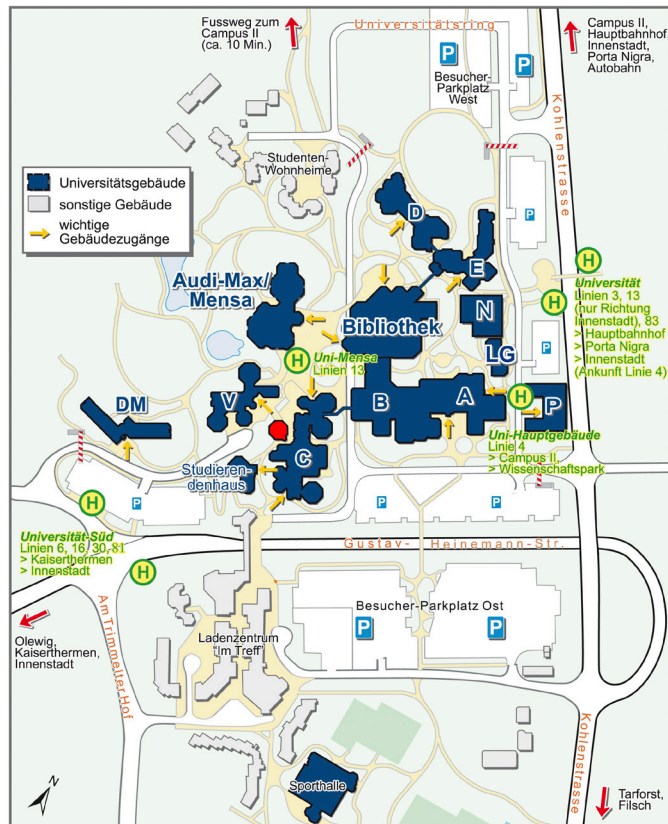 Fussweg zum
Campus II
(ca. 10 Min.)
Universitätsring
Campus II,
Hauptbahnhof,
Innenstadt,
Porta Nigra,
Autobahn
P
P
Besucher-
Parkplatz
West
Kohlenstrasse
Studenten-
Wohnheime
P
Universitätsgebäude
sonstige Gebäude
wichtige
Gebäudezugänge
D
P
E
H
Audi-Max/
Mensa
Universität
Linien 3, 13
(nur Richtung
Innenstadt), 83
> Hauptbahnhof
> Porta Nigra
> Innenstadt
(Ankunft Linie 4)
H
N
Bibliothek
P
H
Uni-Mensa
Linien 13
LG
DM
V
B
A
H
P
Uni-Hauptgebäude
Linie 4
> Campus II,
> Wissenschaftspark
C
Studieren-
denhaus
P
P
P
P
H
Universität-Süd
Linien 6, 16, 30, 81
> Kaiserthermen
> Innenstadt
Gustav- Heinemann-Str.
H
Am Trimmelter Hof
Besucher-Parkplatz Ost
P
P
Olewig,
Kaiserthermen,
Innenstadt
Ladenzentrum
"Im Treff"
Kohlenstrasse
Sporthalle
N
Tarforst,
Filsch